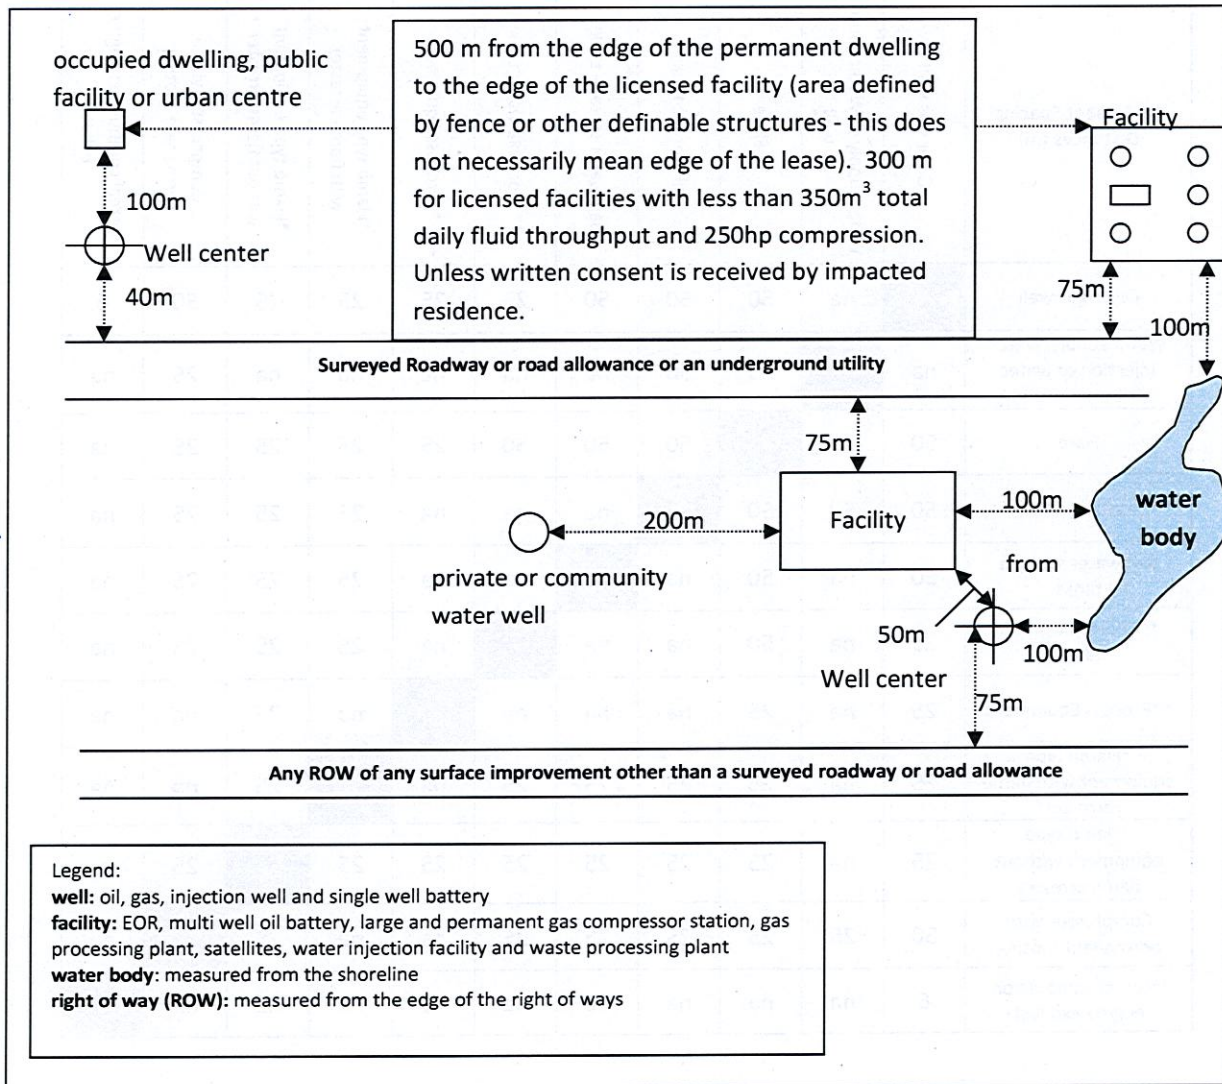 occupied dwelling, public
facility or urban centre
500 m from the edge of the permanent dwelling
to the edge of the licensed facility (area defined
by fence or other definable structures - this does
not necessarily mean edge of the lease). 300 m
for licensed facilities with less than 350m³ total
daily fluid throughput and 250hp compression.
Unless written consent is received by impacted
residence.
Facility
100m
Well center
40m
75m
100m
Surveyed Roadway or road allowance or an underground utility
75m
200m
Facility
100m
water
body
from
private or community
water well
50m
100m
Well center
75m
Any ROW of any surface improvement other than a surveyed roadway or road allowance
Legend:
well: oil, gas, injection well and single well battery
facility: EOR, multi well oil battery, large and permanent gas compressor station, gas
processing plant, satellites, water injection facility and waste processing plant
water body: measured from the shoreline
right of way (ROW): measured from the edge of the right of ways